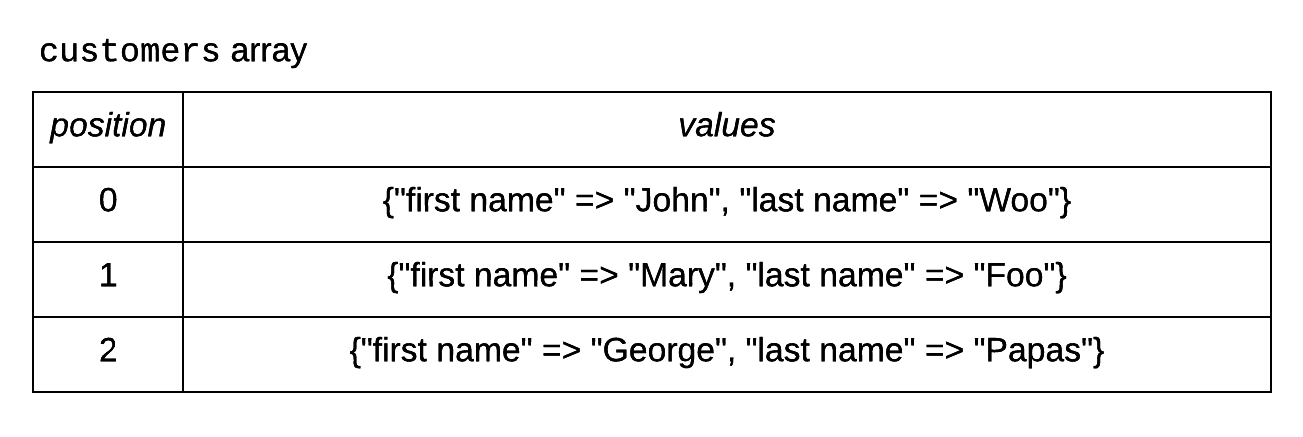 customers array
position values
0 {"first name" => "John", "last name" => "Woo"}
1 {"first name" => "Mary", "last name" => "Foo"}
2 {"first name" => "George", "last name" => "Papas"}